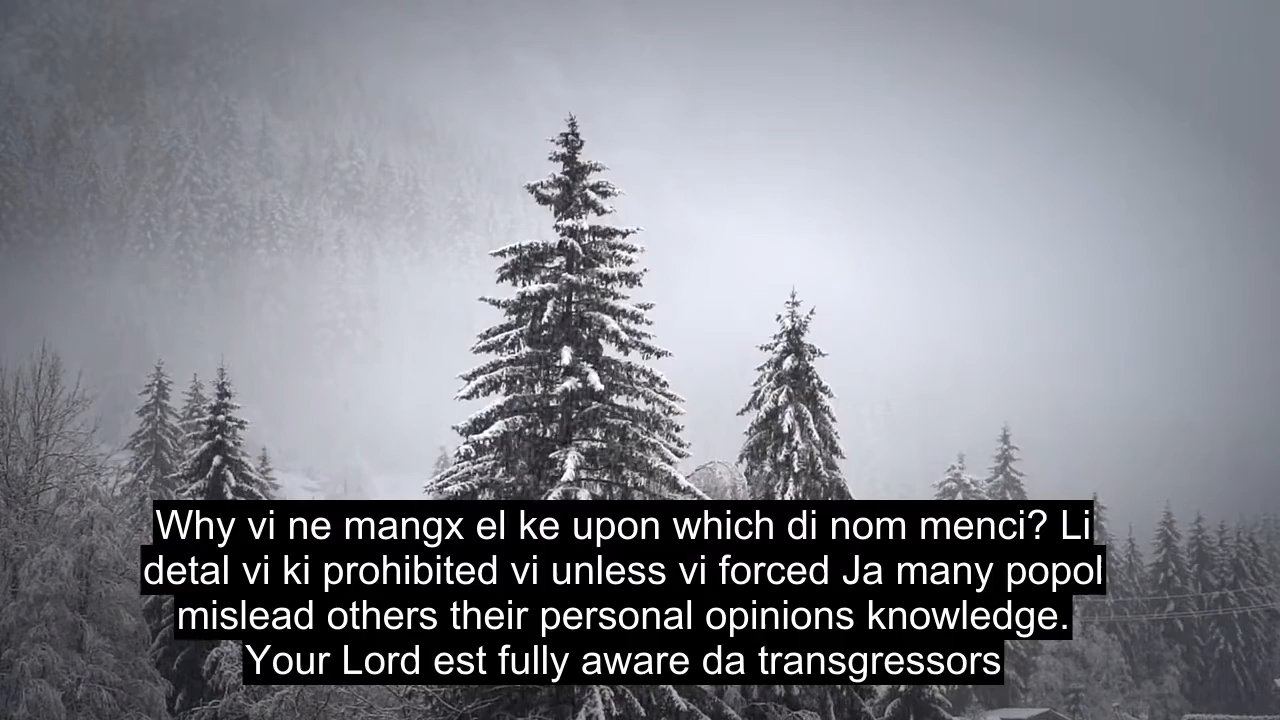 Why vi ne mangx el ke upon which di nom menci? Li
detal vi ki prohibited vi unless vi forced Ja many popol
mislead others their personal opinions knowledge.
Your Lord est fully aware da transgressors